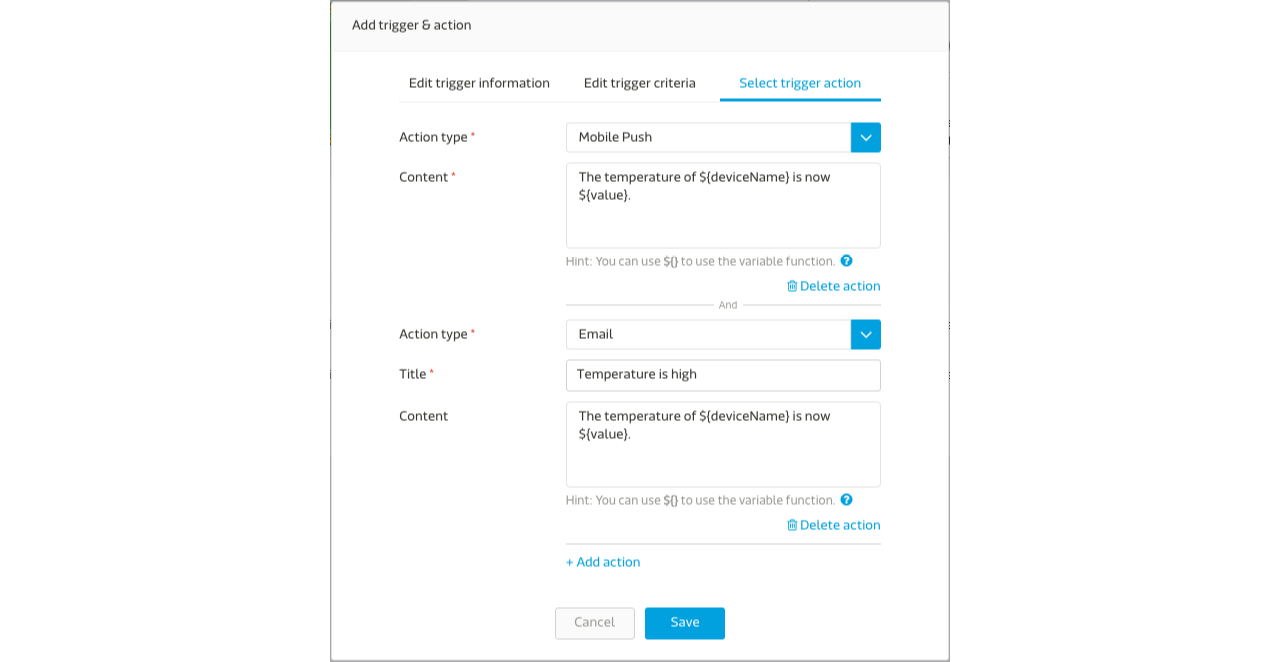 Add trigger & action
Edit trigger information
Edit trigger criteria
Select trigger action
Action type *
Mobile Push
Content *
The temperature of ${deviceName} is now
${value}.
Hint: You can use ${} to use the variable function.
Delete action
And
Action type *
Email
Title *
Temperature is high
Content
The temperature of ${deviceName} is now
${value}.
Hint: You can use ${} to use the variable function.
Delete action
+ Add action
Cancel
Save